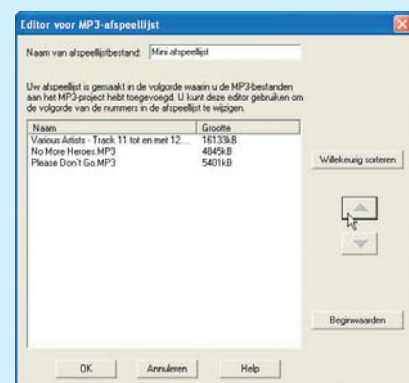 Editor voor MP3-afspeellijst
Naam van afspeellijstbestand: Mini afspeellijst
Uw afspeellijst is gemaakt in de volgorde waarin u de MP3-bestanden
aan het MP3-project hebt toegevoegd. U kunt deze editor gebruiken om
de volgorde van de nummers in de afspeellijst te wijzigen.
Naam Grootte
Various Artists - Track 11 tot en met 12... 16133kB
No More Heroes.MP3 4845kB
Please Don't Go.MP3 5401kB
Willekeurig sorteren
Beginwaarden
OK Annuleren Help